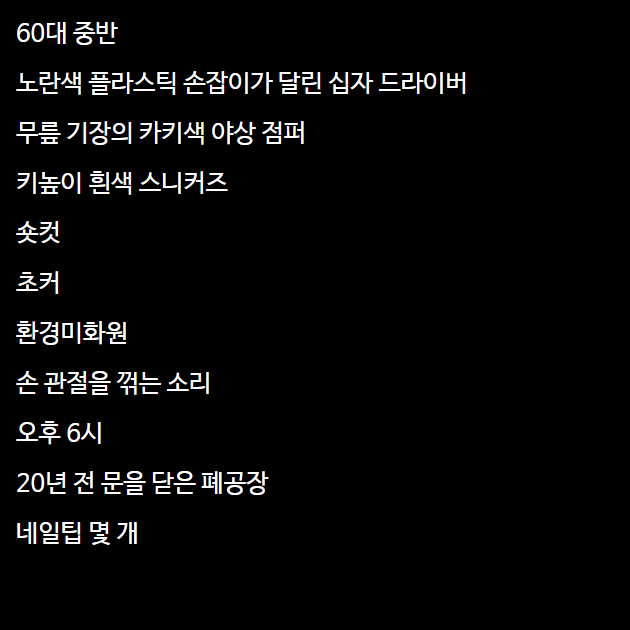 60대 중반
노란색 플라스틱 손잡이가 달린 십자 드라이버
무릎 기장의 카키색 야상 점퍼
키높이 흰색 스니커즈
숏컷
초커
환경미화원
손 관절을 꺾는 소리
오후 6시
20년 전 문을 닫은 폐공장
네일팁 몇 개